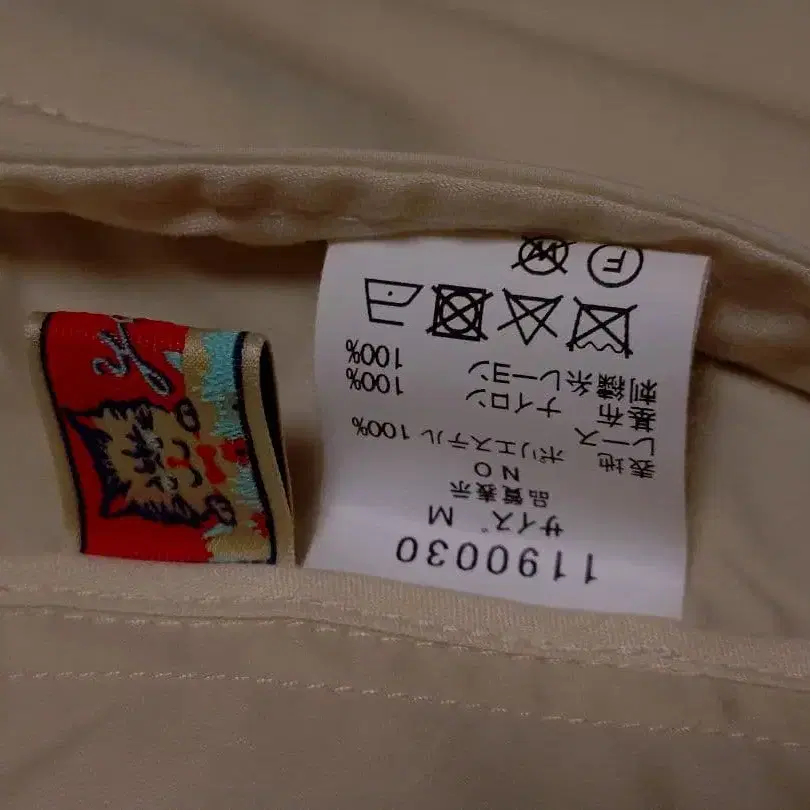 1190030
サイズ M
品質表示
NO
表地 ポリエステル 100%
レース
基布 ナイロン 100%
刺繍糸 レーヨン 100%
F
W